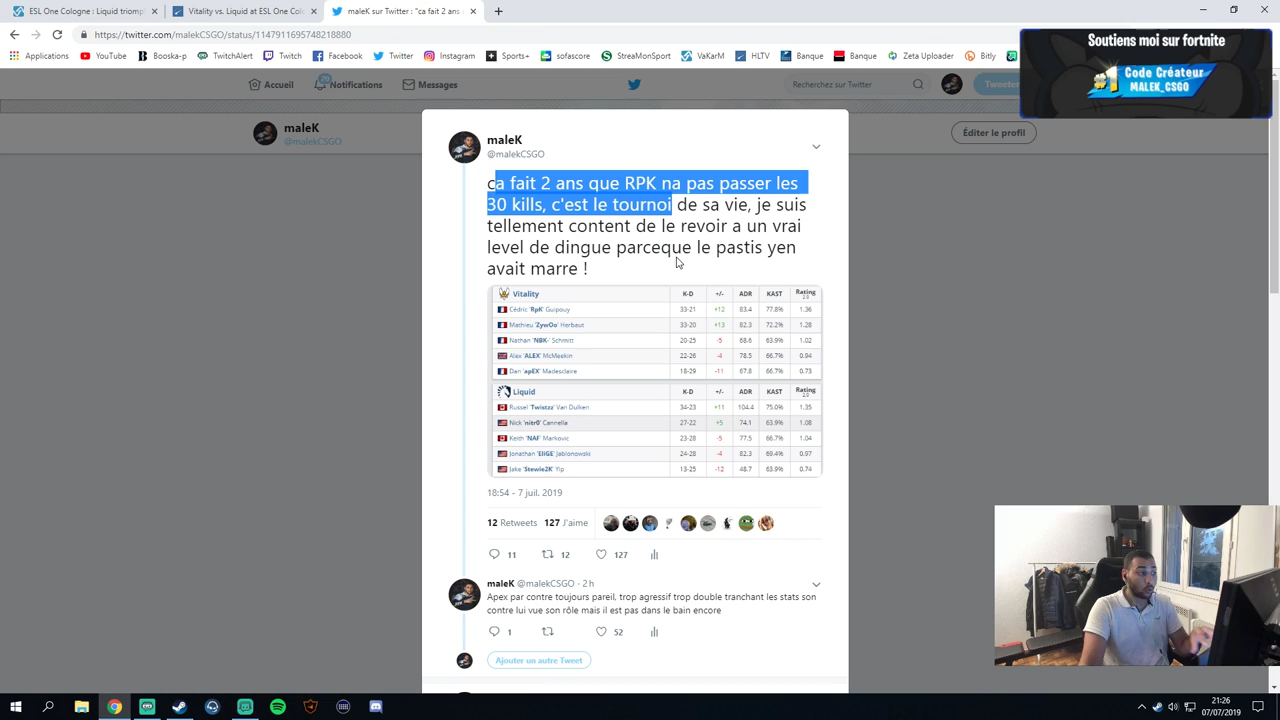 ESL One Cologne : Liquid triomp
Vitality vs. Liquid at ESL One Col
maleK sur Twitter : "ca fait 2 ans
https://twitter.com/malekCSGO/status/1147911695748218880
Applications YouTube Booska-p TwitchAlert Twitch Facebook Twitter Instagram Sports+ sofascore StreaMonSport VaKarM HLTV Banque Banque Zeta Uploader Bitly
Soutiens moi sur fortnite
Code Créateur
MALEK_CSGO
Accueil Notifications Messages Recherchez sur Twitter Tweeter
maleK
@malekCSGO
Éditer le profil
maleK
@malekCSGO
ca fait 2 ans que RPK na pas passer les
30 kills, c'est le tournoi de sa vie, je suis
tellement content de le revoir a un vrai
level de dingue parceque le pastis yen
avait marre !
Vitality K-D +/- ADR KAST Rating 2.0
Cédric 'RpK' Guipouy 33-21 +12 83.4 77.8% 1.36
Mathieu 'ZywOo' Herbaut 33-20 +13 82.3 72.2% 1.28
Nathan 'NBK-' Schmitt 20-25 -5 68.6 63.9% 1.02
Alex 'ALEX' McMeekin 22-26 -4 78.5 66.7% 0.94
Dan 'apEX' Madesclaire 18-29 -11 67.8 66.7% 0.73
Liquid K-D +/- ADR KAST Rating 2.0
Russel 'Twistzz' Van Dulken 34-23 +11 104.4 75.0% 1.35
Nick 'nitr0' Cannella 27-22 +5 74.1 63.9% 1.08
Keith 'NAF' Markovic 23-28 -5 77.5 66.7% 1.04
Jonathan 'EliGE' Jablonowski 24-28 -4 82.3 69.4% 0.97
Jake 'Stewie2K' Yip 13-25 -12 48.7 63.9% 0.74
18:54 - 7 juil. 2019
12 Retweets 127 J'aime
11 12 127
maleK @malekCSGO · 2 h
Apex par contre toujours pareil, trop agressif trop double tranchant les stats son
contre lui vue son rôle mais il est pas dans le bain encore
1 52
Ajouter un autre Tweet
21:26
07/07/2019